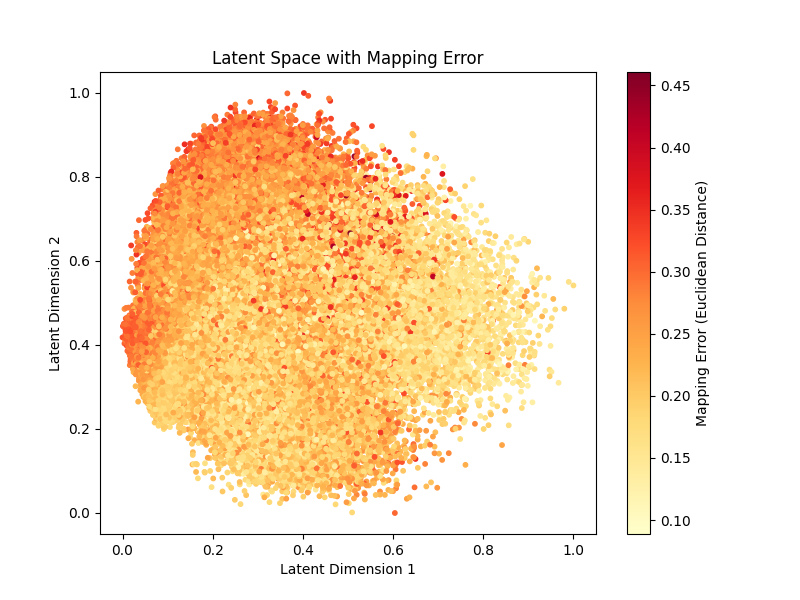 Latent Space with Mapping Error
1.0
0.8
0.6
0.4
0.2
0.0
Latent Dimension 2
0.0 0.2 0.4 0.6 0.8 1.0
Latent Dimension 1
0.45
0.40
0.35
0.30
0.25
0.20
0.15
0.10
Mapping Error (Euclidean Distance)